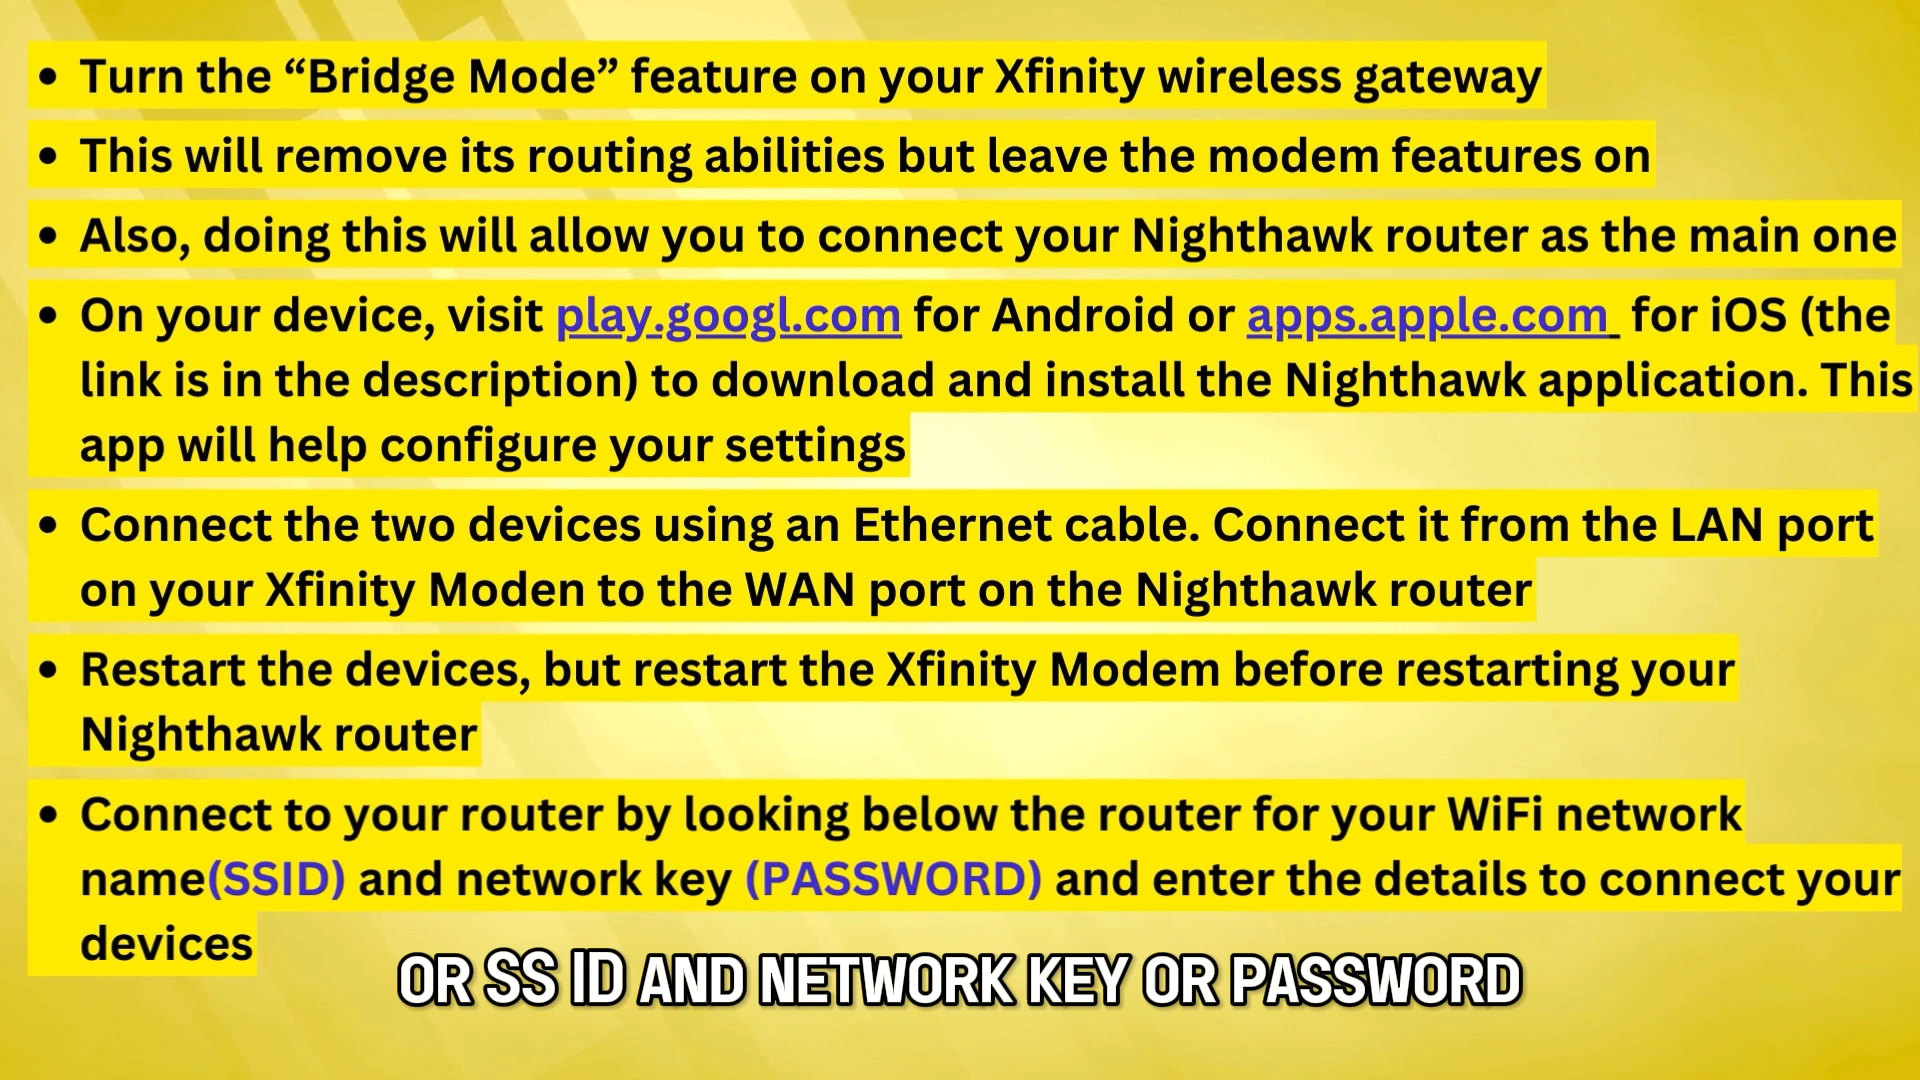 • Turn the “Bridge Mode” feature on your Xfinity wireless gateway
• This will remove its routing abilities but leave the modem features on
• Also, doing this will allow you to connect your Nighthawk router as the main one
• On your device, visit play.googl.com for Android or apps.apple.com for iOS (the
link is in the description) to download and install the Nighthawk application. This
app will help configure your settings
• Connect the two devices using an Ethernet cable. Connect it from the LAN port
on your Xfinity Moden to the WAN port on the Nighthawk router
• Restart the devices, but restart the Xfinity Modem before restarting your
Nighthawk router
• Connect to your router by looking below the router for your WiFi network
name(SSID) and network key (PASSWORD) and enter the details to connect your
devices
OR SS ID AND NETWORK KEY OR PASSWORD